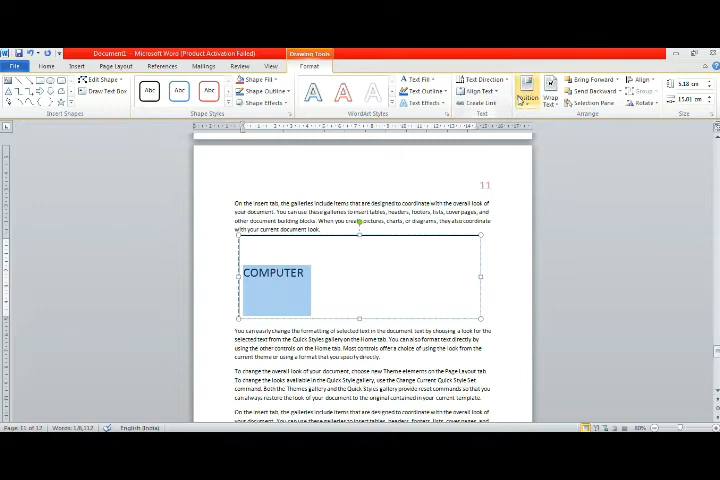 Document1 - Microsoft Word (Product Activation Failed)
Drawing Tools
File Home Insert Page Layout References Mailings Review View Format
Edit Shape
Draw Text Box
Insert Shapes
Abc Abc Abc
Shape Fill
Shape Outline
Shape Effects
Shape Styles
A A A
Text Fill
Text Outline
Text Effects
WordArt Styles
Text Direction
Align Text
Create Link
Text
Position
Wrap Text
Bring Forward
Send Backward
Selection Pane
Align
Group
Rotate
Arrange
5.18 cm
15.01 cm
Size
11
On the Insert tab, the galleries include items that are designed to coordinate with the overall look of
your document. You can use these galleries to insert tables, headers, footers, lists, cover pages, and
other document building blocks. When you create pictures, charts, or diagrams, they also coordinate
with your current document look.
COMPUTER
You can easily change the formatting of selected text in the document text by choosing a look for the
selected text from the Quick Styles gallery on the Home tab. You can also format text directly by
using the other controls on the Home tab. Most controls offer a choice of using the look from the
current theme or using a format that you specify directly.
To change the overall look of your document, choose new Theme elements on the Page Layout tab.
To change the looks available in the Quick Style gallery, use the Change Current Quick Style Set
command. Both the Themes gallery and the Quick Styles gallery provide reset commands so that you
can always restore the look of your document to the original contained in your current template.
On the Insert tab, the galleries include items that are designed to coordinate with the overall look of
your document. You can use these galleries to insert tables, headers, footers, lists, cover pages, and
Page: 11 of 12 English (India) 80%